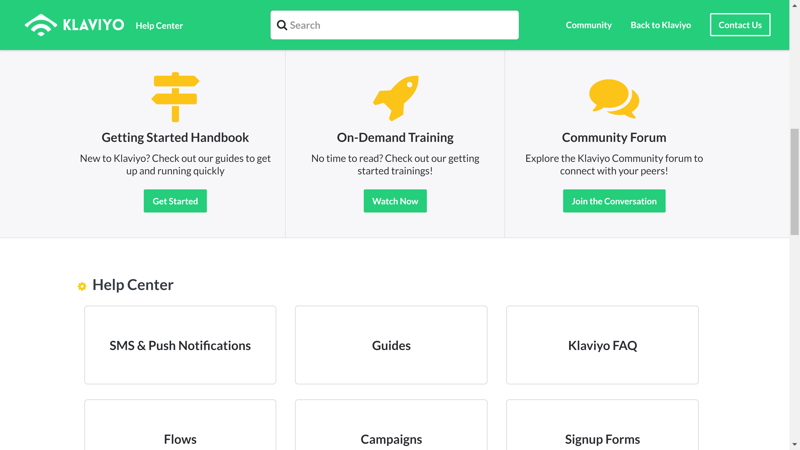 KLAVIYO Help Center
Search
Community
Back to Klaviyo
Contact Us
Getting Started Handbook
New to Klaviyo? Check out our guides to get
up and running quickly
Get Started
On-Demand Training
No time to read? Check out our getting
started trainings!
Watch Now
Community Forum
Explore the Klaviyo Community forum to
connect with your peers!
Join the Conversation
Help Center
SMS & Push Notifications
Guides
Klaviyo FAQ
Flows
Campaigns
Signup Forms